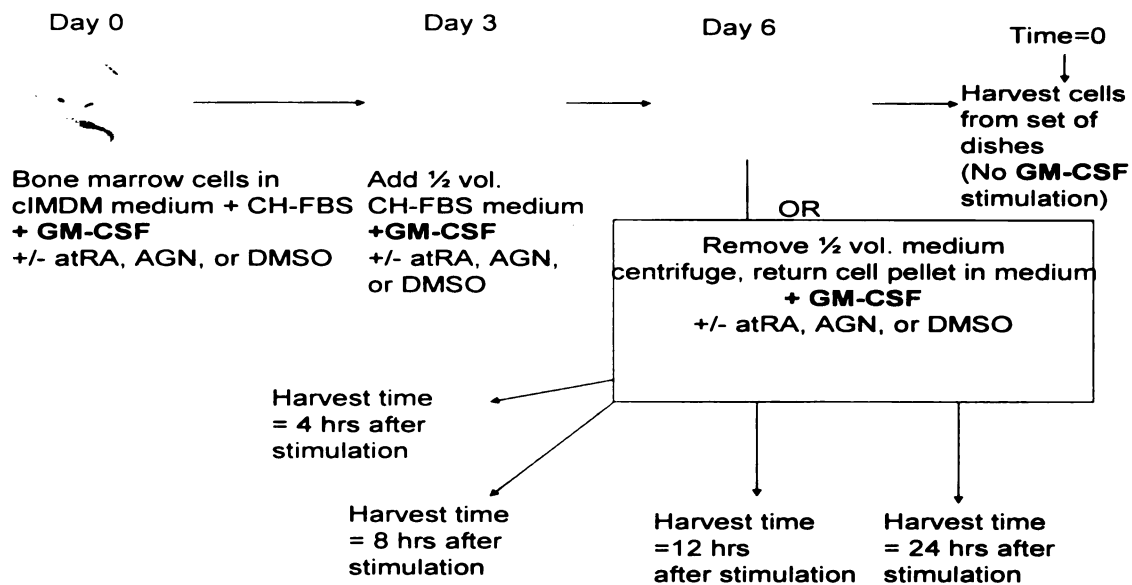 Day 0
Day 3
Day 6
Time=0
Harvest cells
from set of
dishes
(No GM-CSF
stimulation)
Bone marrow cells in
cIMDM medium + CH-FBS
+ GM-CSF
+/- atRA, AGN, or DMSO
Add ½ vol.
CH-FBS medium
+GM-CSF
+/- atRA, AGN,
or DMSO
OR
Remove ½ vol. medium
centrifuge, return cell pellet in medium
+ GM-CSF
+/- atRA, AGN, or DMSO
Harvest time
= 4 hrs after
stimulation
Harvest time
= 8 hrs after
stimulation
Harvest time
=12 hrs
after stimulation
Harvest time
= 24 hrs after
stimulation